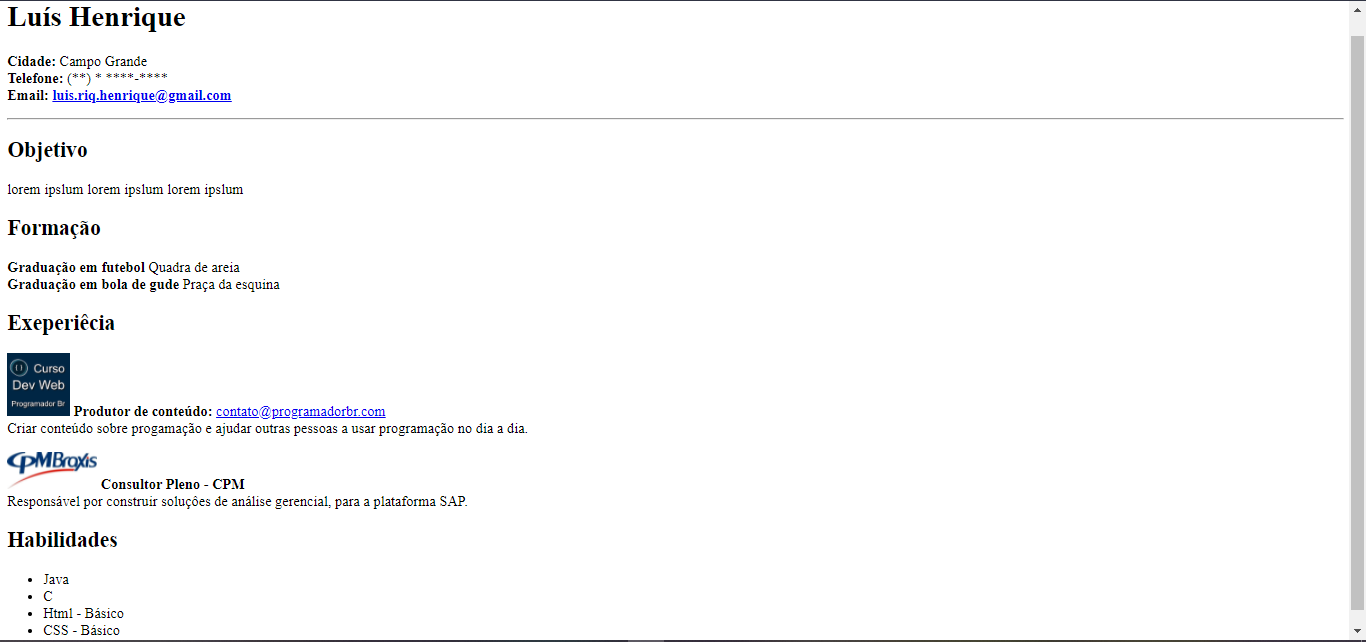 Luís Henrique
Cidade: Campo Grande
Telefone: (**) * ****-****
Email: luis.riq.henrique@gmail.com
Objetivo
lorem ipslum lorem ipslum lorem ipslum
Formação
Graduação em futebol Quadra de areia
Graduação em bola de gude Praça da esquina
Exeperiêcia
Curso
Dev Web
Programador Br
Produtor de conteúdo: contato@programadorbr.com
Criar conteúdo sobre progamação e ajudar outras pessoas a usar programação no dia a dia.
CPMBraxis
Consultor Pleno - CPM
Responsável por construir soluções de análise gerencial, para a plataforma SAP.
Habilidades
• Java
• C
• Html - Básico
• CSS - Básico